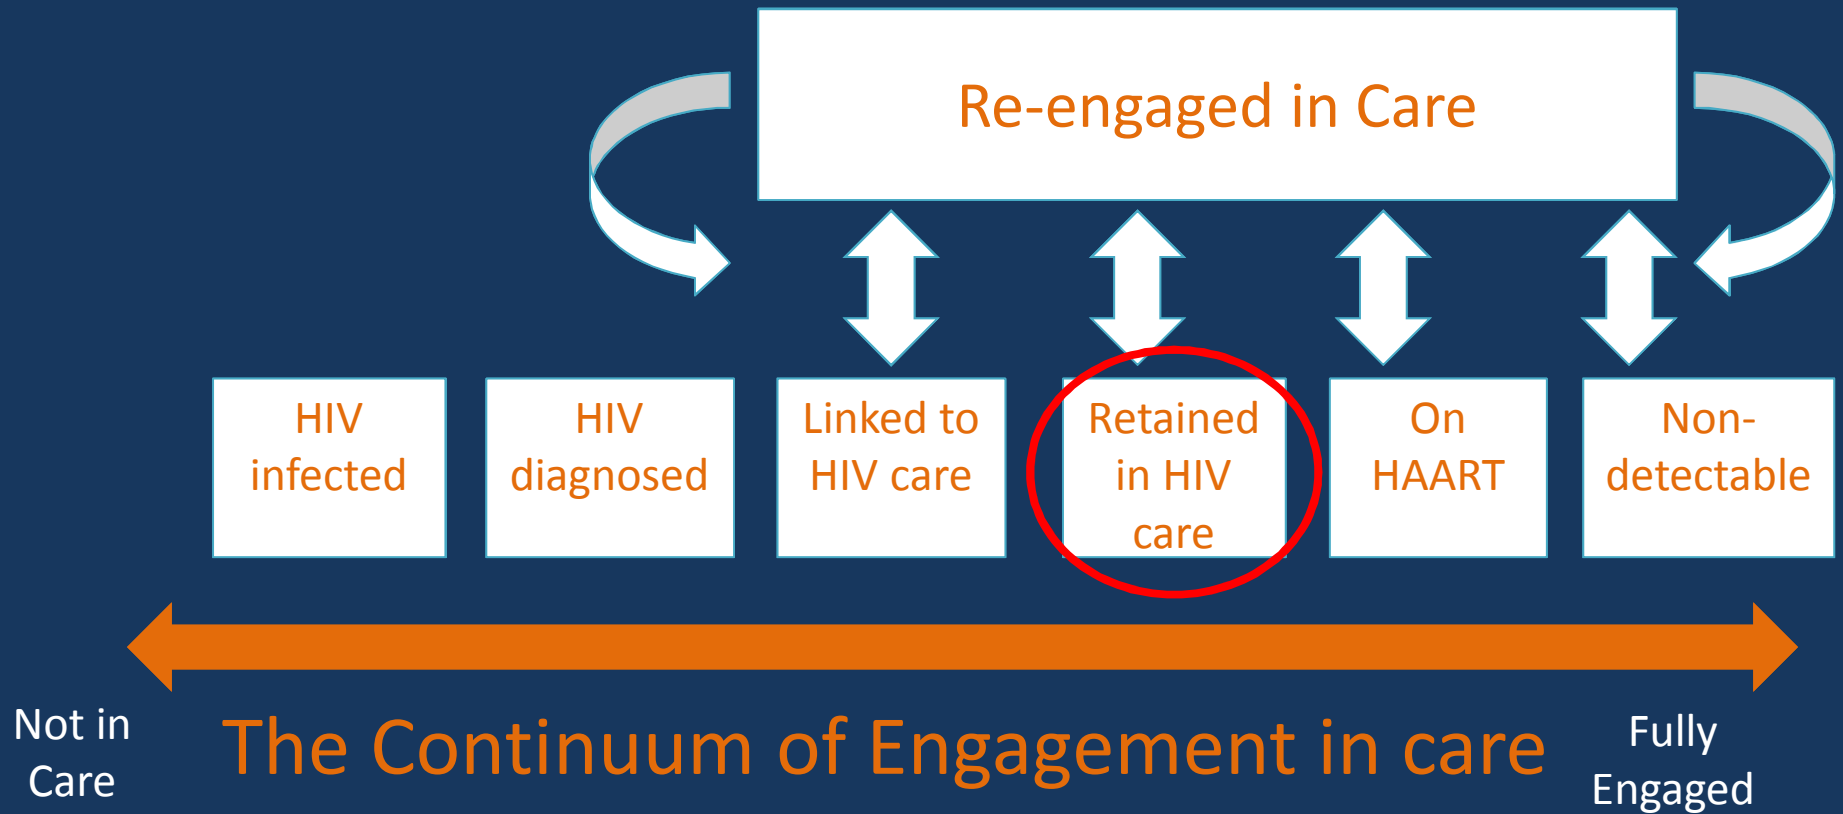 Re-engaged in Care
HIV
infected
HIV
diagnosed
Linked to
HIV care
Retained
in HIV
care
On
HAART
Non-
detectable
Not in
Care
The Continuum of Engagement in care
Fully
Engaged